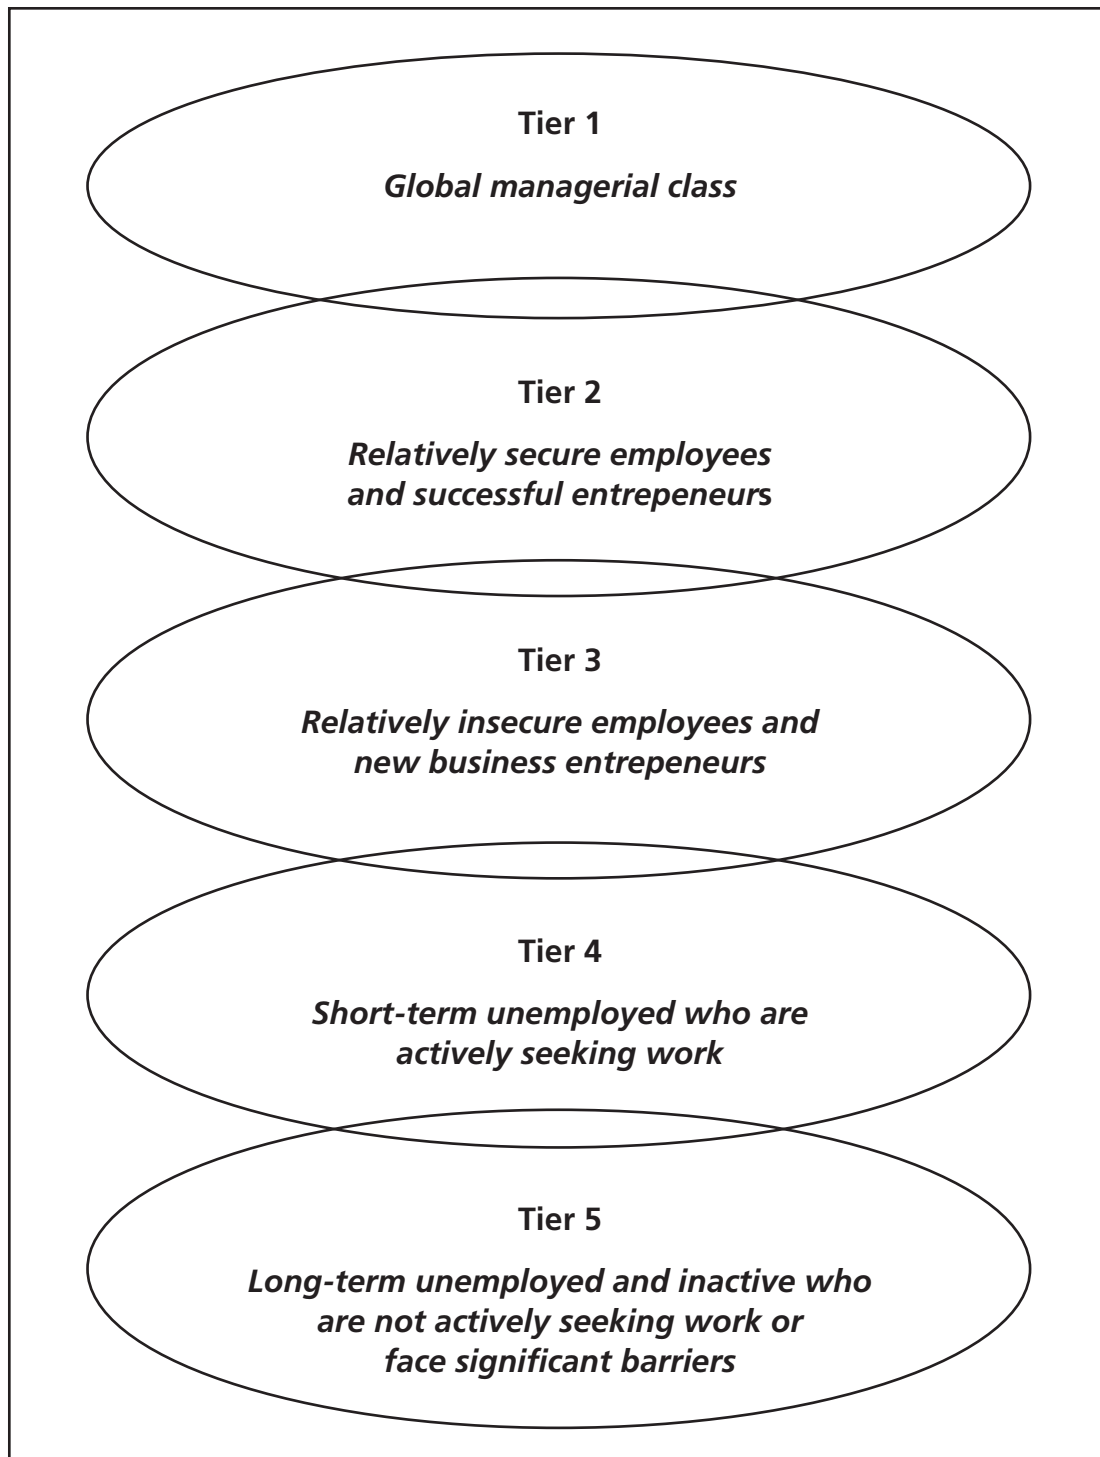 Tier 1
Global managerial class
Tier 2
Relatively secure employees
and successful entrepeneurs
Tier 3
Relatively insecure employees and
new business entrepeneurs
Tier 4
Short-term unemployed who are
actively seeking work
Tier 5
Long-term unemployed and inactive who
are not actively seeking work or
face significant barriers